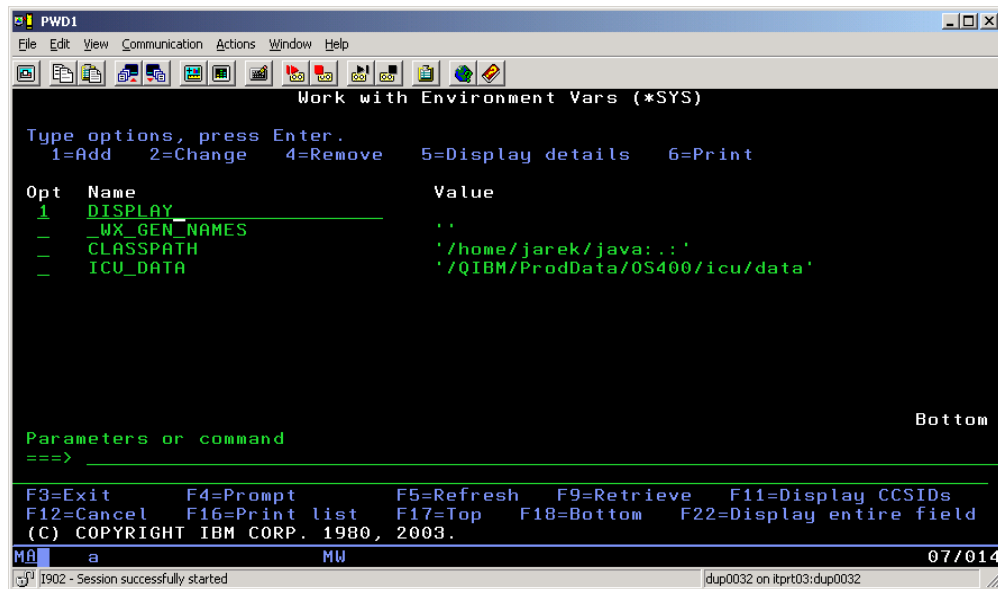 PWD1
File Edit View Communication Actions Window Help
Work with Environment Vars (*SYS)
Type options, press Enter.
1=Add 2=Change 4=Remove 5=Display details 6=Print
Opt Name Value
1 DISPLAY
_ _WX_GEN_NAMES ''
_ CLASSPATH '/home/jarek/java:.:'
_ ICU_DATA '/QIBM/ProdData/OS400/icu/data'
Bottom
Parameters or command
===>
F3=Exit F4=Prompt F5=Refresh F9=Retrieve F11=Display CCSIDs
F12=Cancel F16=Print list F17=Top F18=Bottom F22=Display entire field
(C) COPYRIGHT IBM CORP. 1980, 2003.
MA a MW 07/014
I902 - Session successfully started dup0032 on itprt03:dup0032